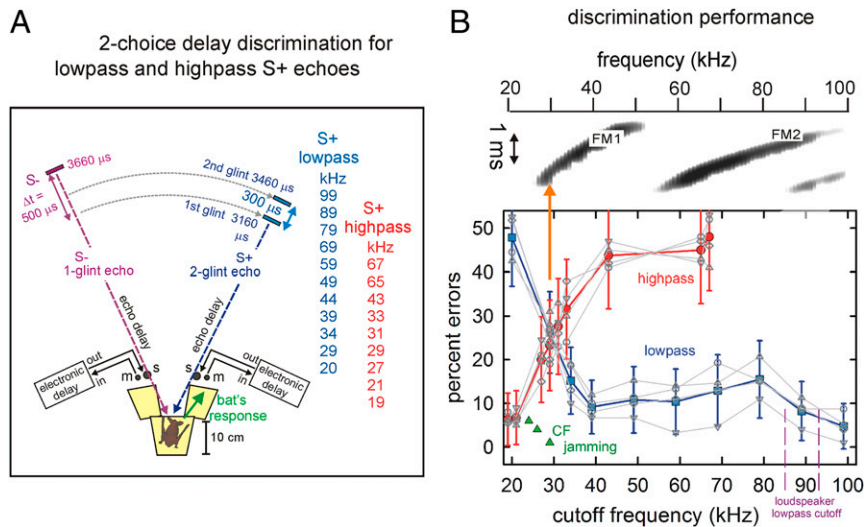 A
2-choice delay discrimination for
lowpass and highpass S+ echoes
S-
3660 µs
Δt =
500 µs
2nd glint 3460 µs
300 µs
1st glint 3160
µs
S-
1-glint echo
S+
2-glint echo
echo delay
echo delay
S+
lowpass
kHz
99
89
79
69
59
49
44
39
34
29
20
S+
highpass
kHz
67
65
43
33
31
29
27
21
19
electronic
delay
out
in
m
s
s
m
out
in
electronic
delay
bat's
response
10 cm
B
discrimination performance
frequency (kHz)
20 40 60 80 100
1 ms
FM1
FM2
percent errors
50
40
30
20
10
0
highpass
lowpass
CF
jamming
20 30 40 50 60 70 80 90 100
cutoff frequency (kHz)
loudspeaker
lowpass cutoff